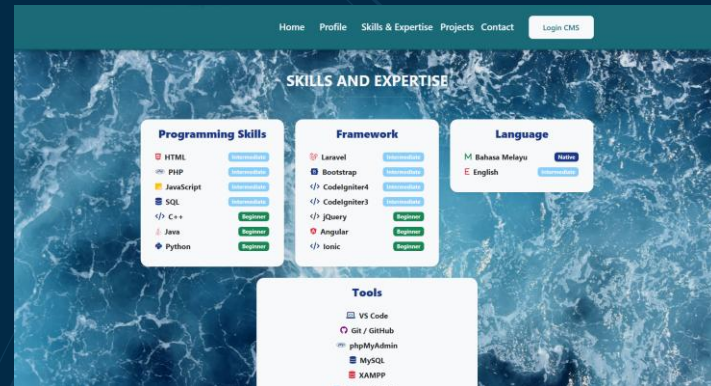 Home Profile Skills & Expertise Projects Contact Login CMS
SKILLS AND EXPERTISE
Programming Skills
HTML Intermediate
PHP Intermediate
JavaScript Intermediate
SQL Intermediate
C++ Beginner
Java Beginner
Python Beginner
Framework
Laravel Intermediate
Bootstrap Intermediate
CodeIgniter4 Intermediate
CodeIgniter3 Intermediate
jQuery Beginner
Angular Beginner
Ionic Beginner
Language
M Bahasa Melayu Native
E English Intermediate
Tools
VS Code
Git / GitHub
php phpMyAdmin
MySQL
XAMPP